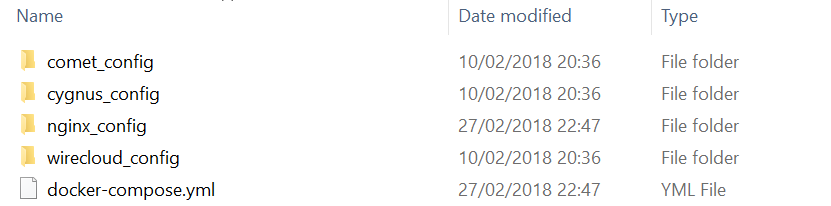 Name Date modified Type
comet_config 10/02/2018 20:36 File folder
cygnus_config 10/02/2018 20:36 File folder
nginx_config 27/02/2018 22:47 File folder
wirecloud_config 10/02/2018 20:36 File folder
docker-compose.yml 27/02/2018 22:47 YML File